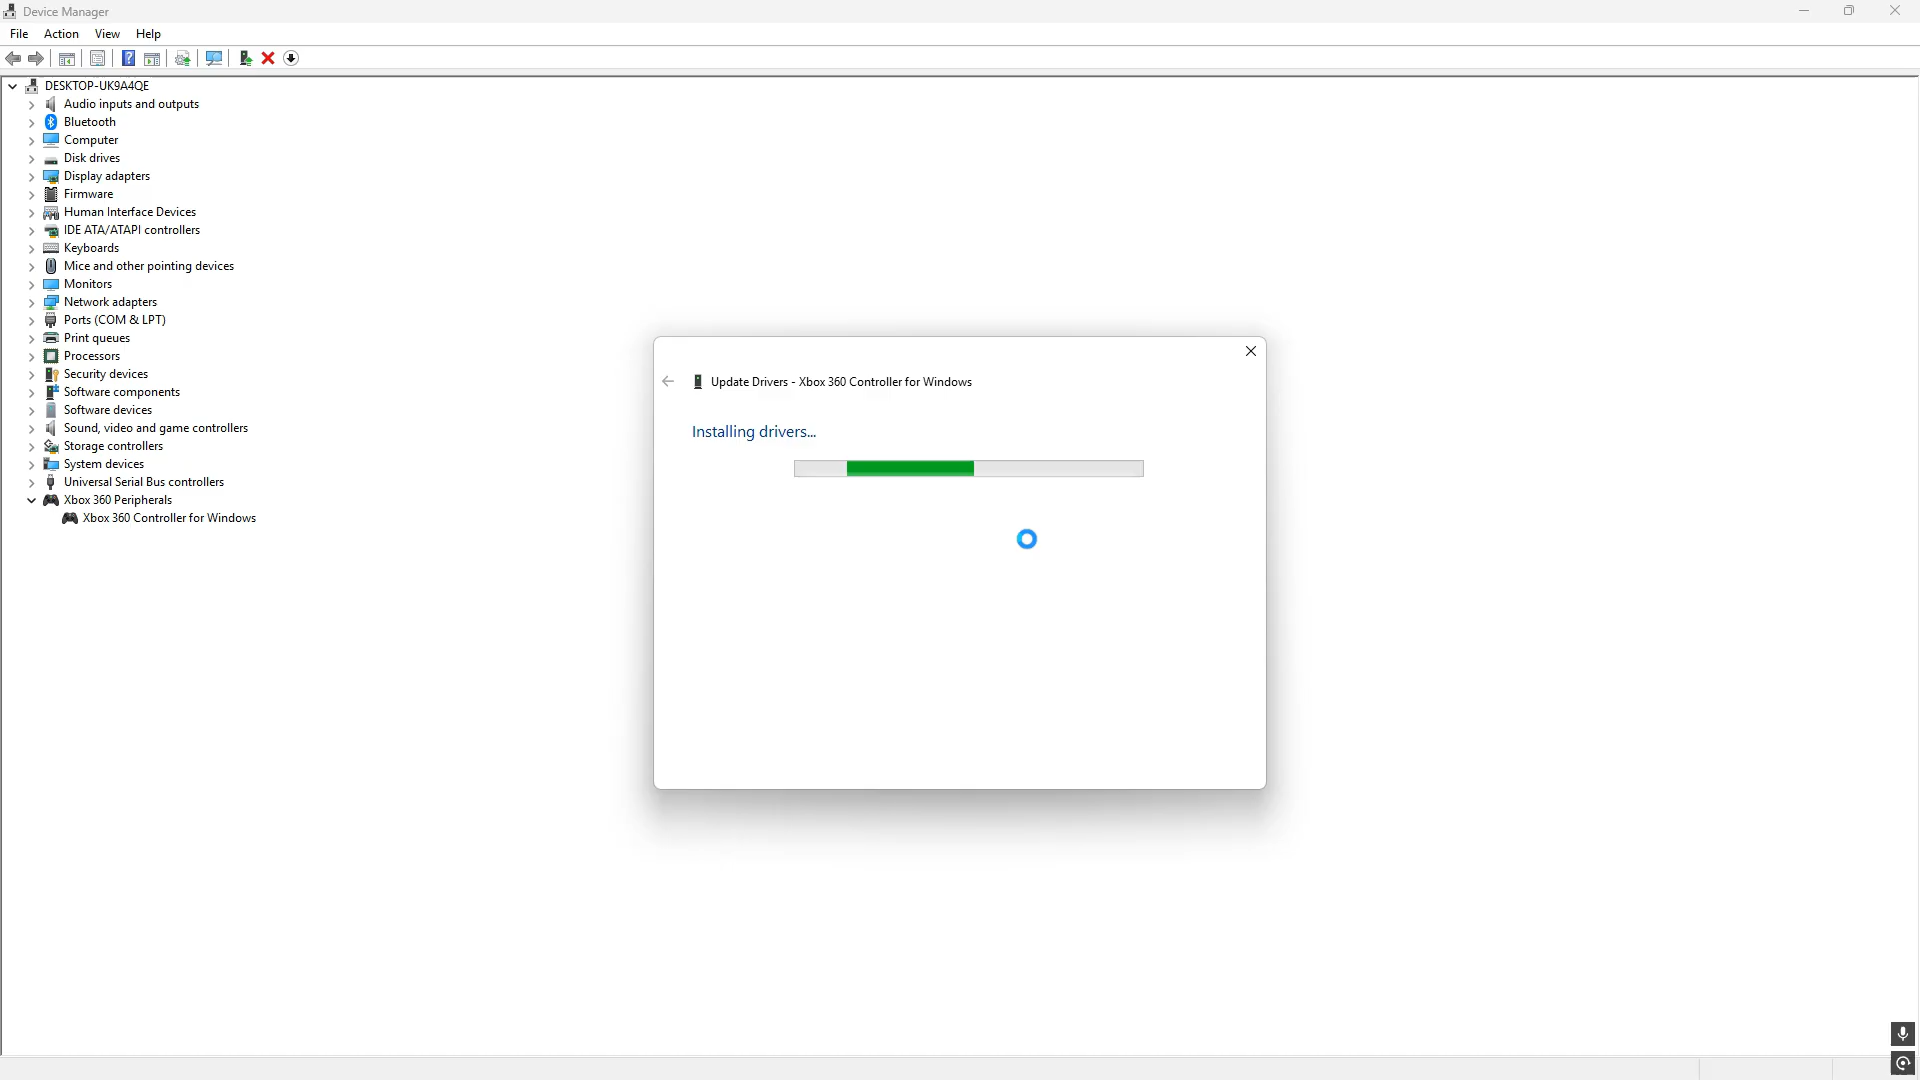 Device Manager
File Action View Help
DESKTOP-UK9A4QE
Audio inputs and outputs
Bluetooth
Computer
Disk drives
Display adapters
Firmware
Human Interface Devices
IDE ATA/ATAPI controllers
Keyboards
Mice and other pointing devices
Monitors
Network adapters
Ports (COM & LPT)
Print queues
Processors
Security devices
Software components
Software devices
Sound, video and game controllers
Storage controllers
System devices
Universal Serial Bus controllers
Xbox 360 Peripherals
Xbox 360 Controller for Windows
Update Drivers - Xbox 360 Controller for Windows
Installing drivers...